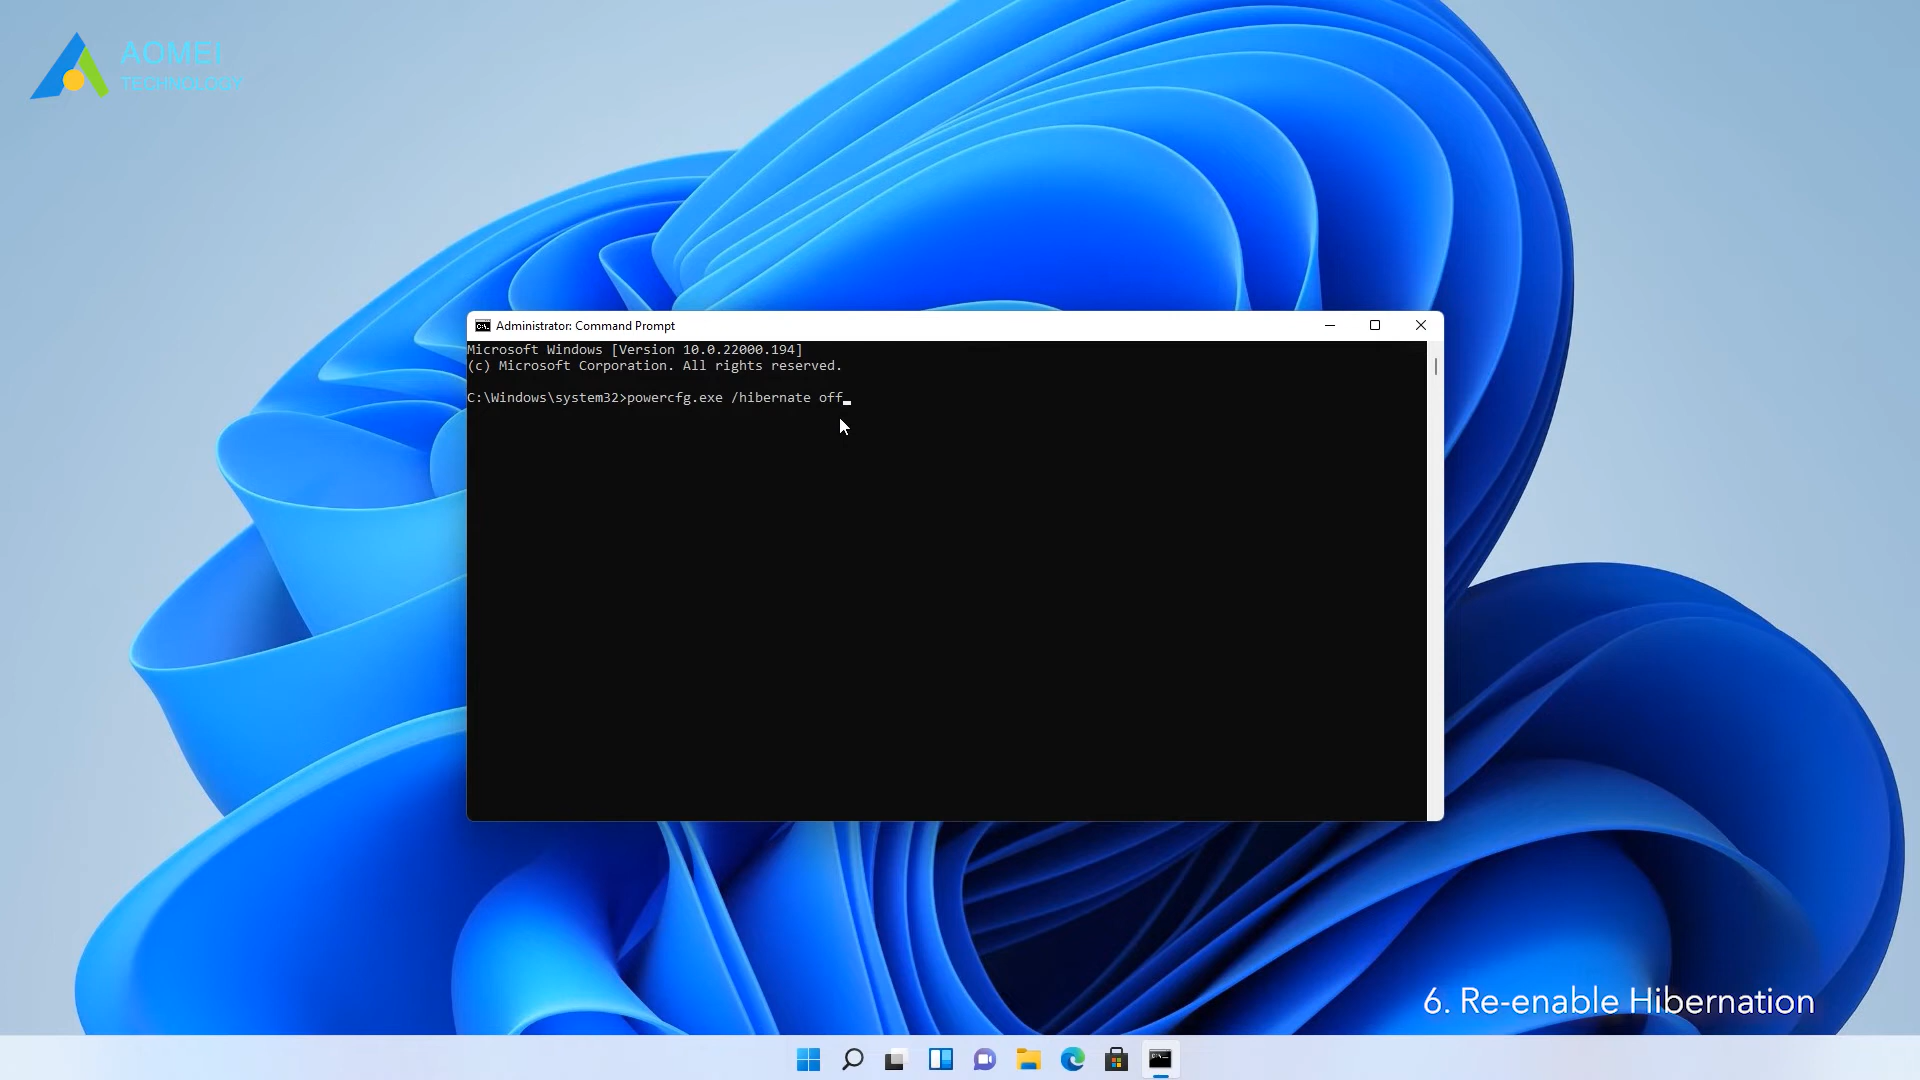 AOMEI
TECHNOLOGY
Administrator: Command Prompt
Microsoft Windows [Version 10.0.22000.194]
(c) Microsoft Corporation. All rights reserved.
C:\Windows\system32>powercfg.exe /hibernate off
6. Re-enable Hibernation